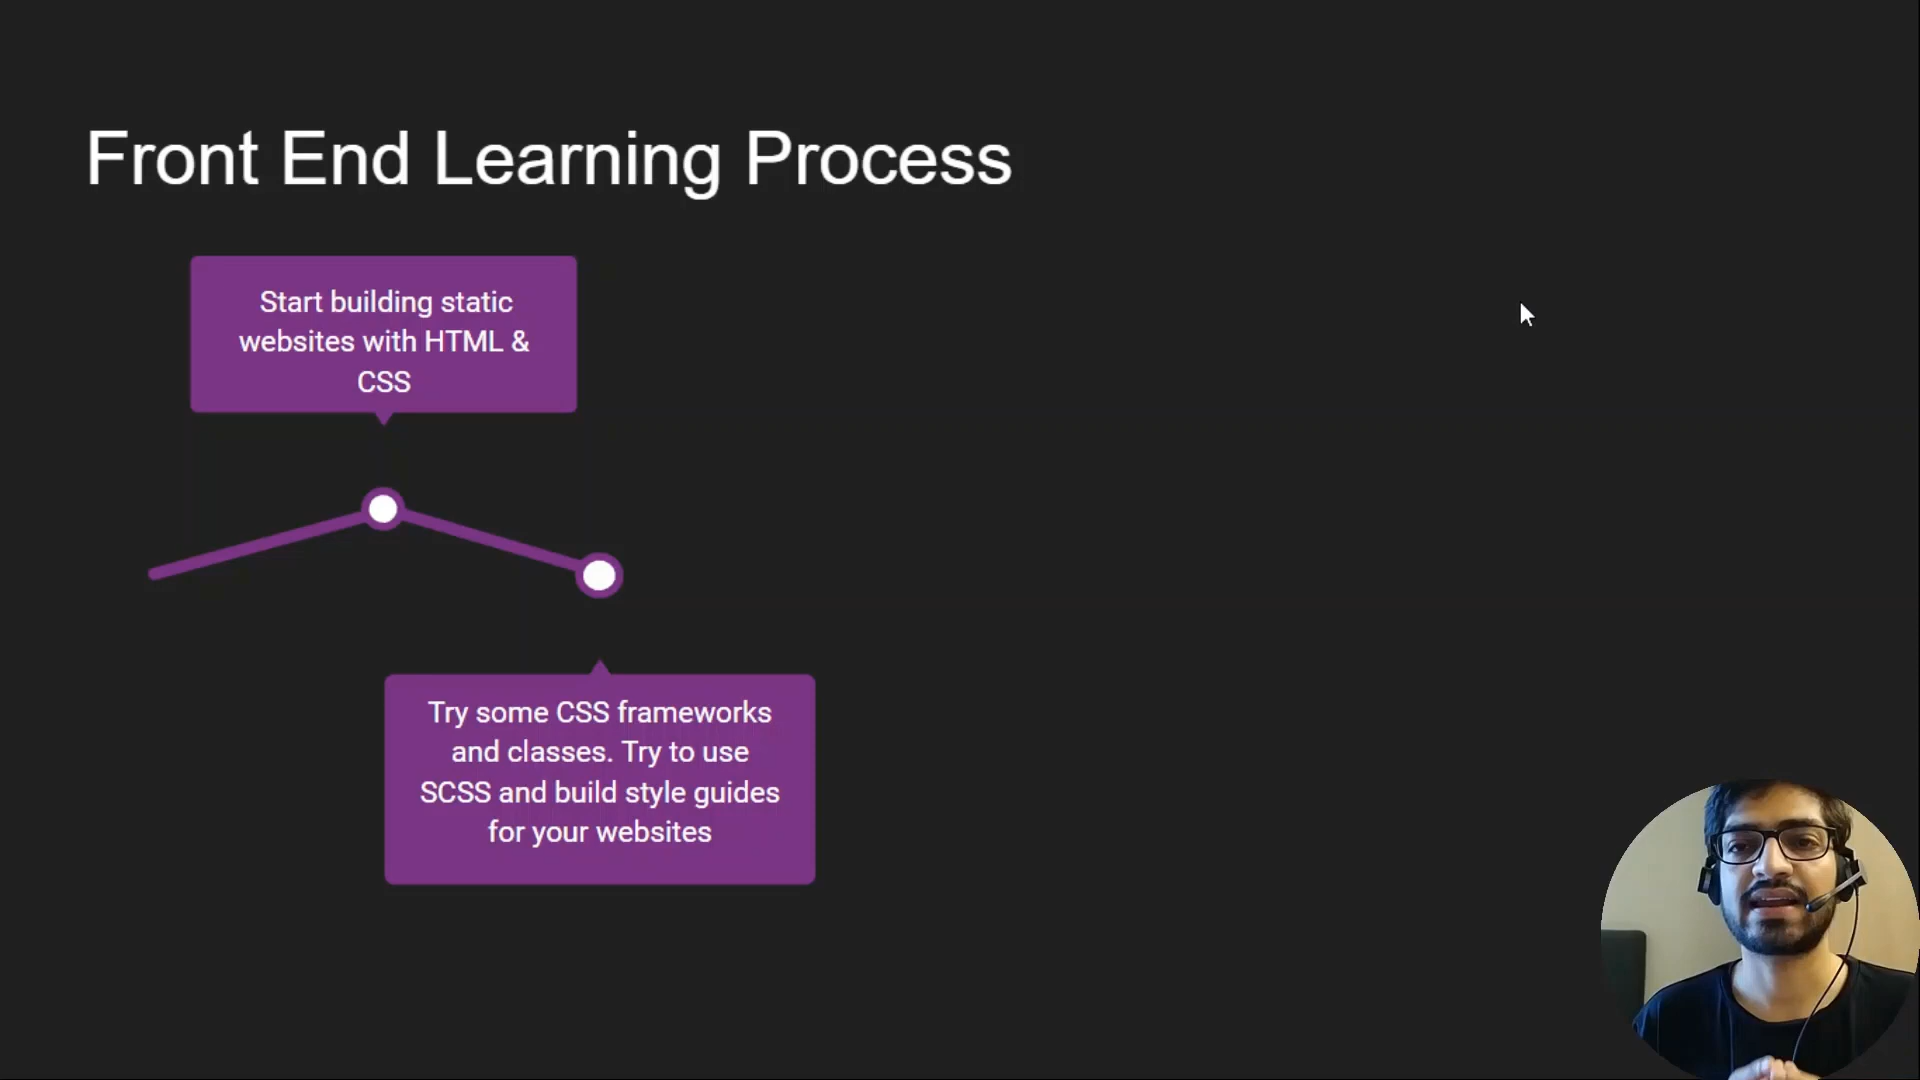 Front End Learning Process
Start building static
websites with HTML &
CSS
Try some CSS frameworks
and classes. Try to use
SCSS and build style guides
for your websites